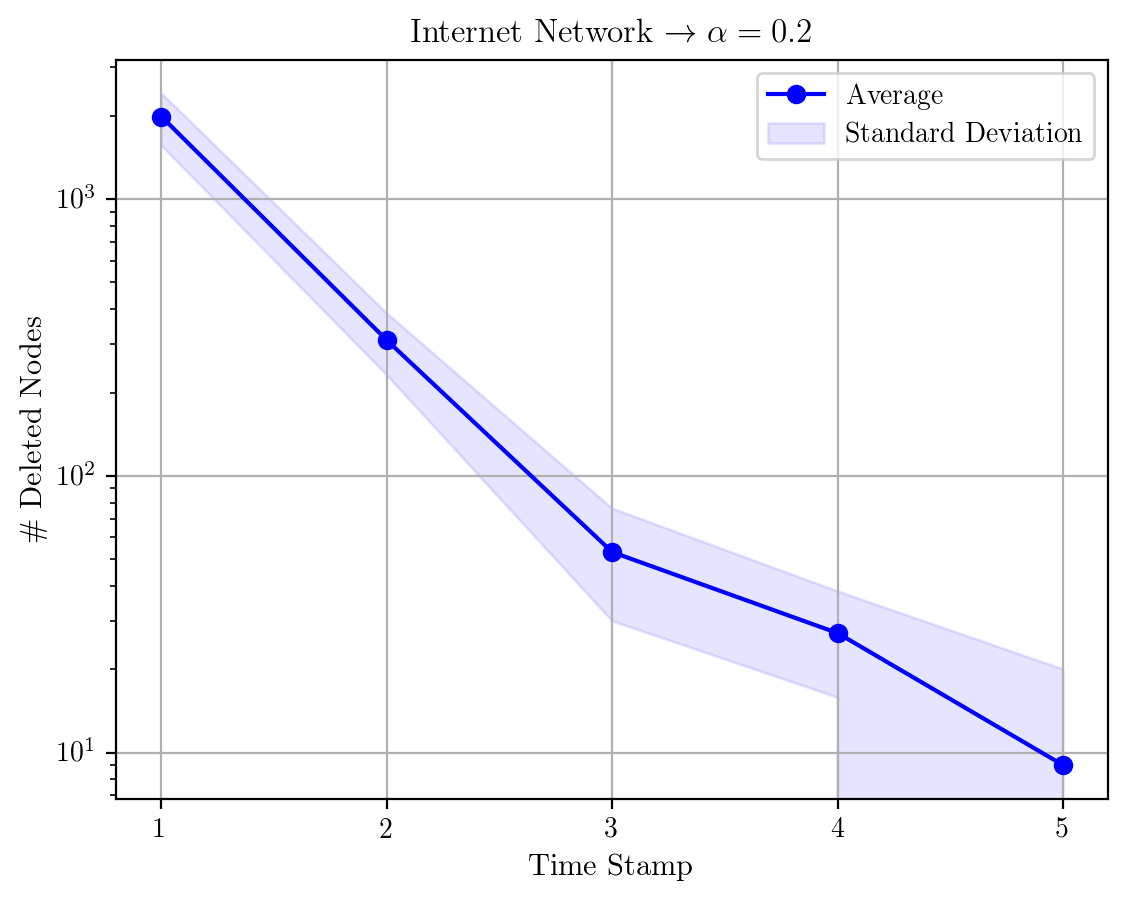 Internet Network → α = 0.2
Average
Standard Deviation
# Deleted Nodes
10³
10²
10¹
1 2 3 4 5
Time Stamp